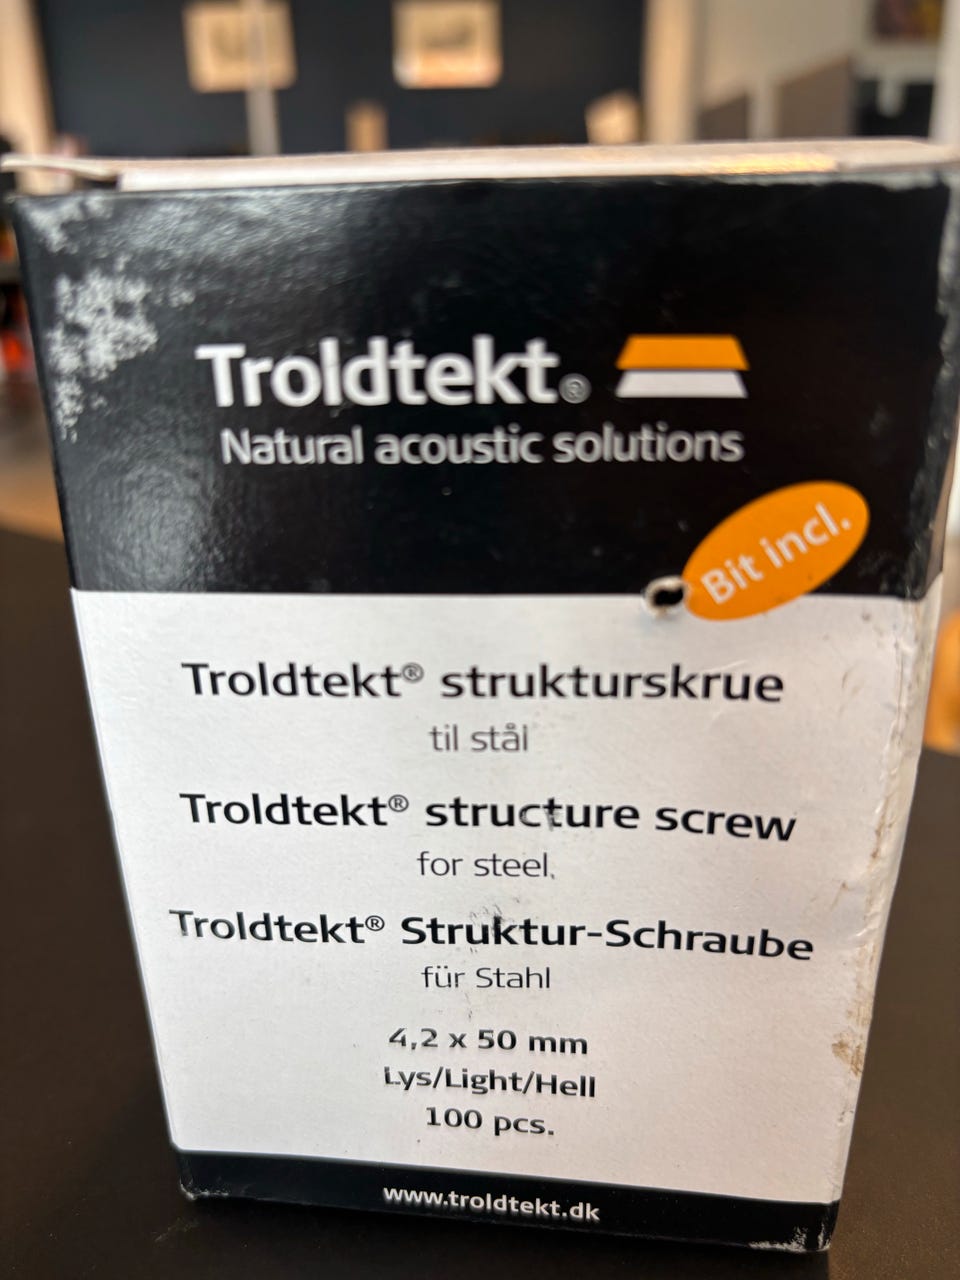 Troldtekt®
Natural acoustic solutions
Bit incl.
Troldtekt® strukturskrue
til stål
Troldtekt® structure screw
for steel
Troldtekt® Struktur-Schraube
für Stahl
4,2 x 50 mm
Lys/Light/Hell
100 pcs.
www.troldtekt.dk